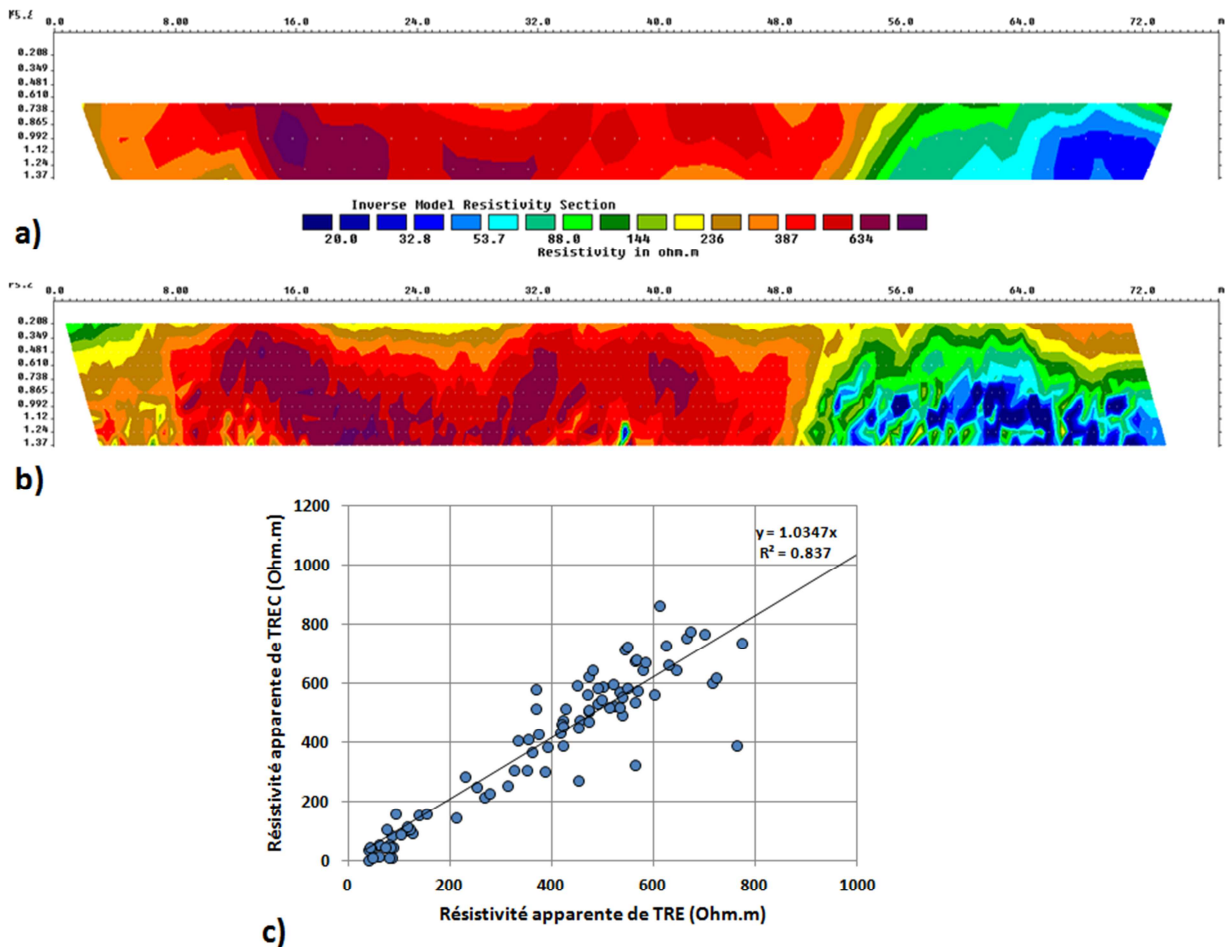 0.0 8.00 16.0 24.0 32.0 40.0 48.0 56.0 64.0 72.0 m
0.208
0.349
0.481
0.610
0.738
0.865
0.992
1.12
1.24
1.37
a)
Inverse Model Resistivity Section
20.0 32.8 53.7 88.0 144 236 387 634
Resistivity in ohm.m
0.0 8.00 16.0 24.0 32.0 40.0 48.0 56.0 64.0 72.0 m
0.208
0.349
0.481
0.610
0.738
0.865
0.992
1.12
1.24
1.37
b)
Résistivité apparente de TREC (Ohm.m)
1200
1000
800
600
400
200
0
y = 1.0347x
R² = 0.837
0 200 400 600 800 1000
Résistivité apparente de TRE (Ohm.m)
c)